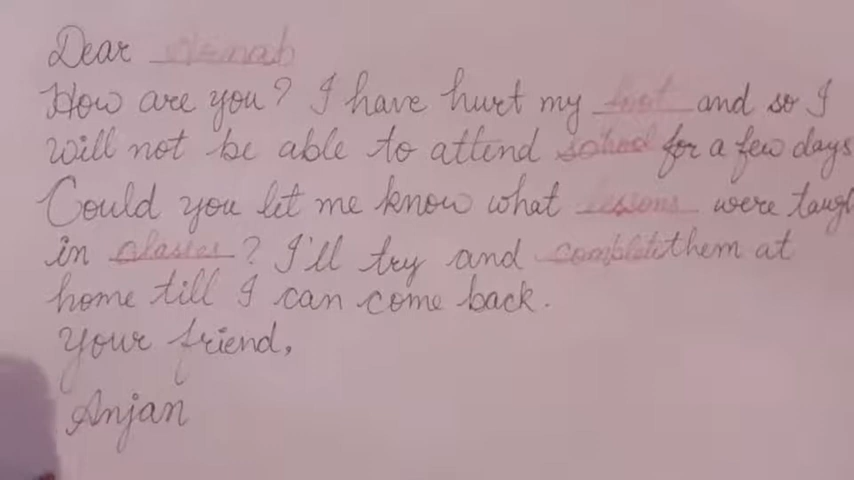 Dear
How are you? I have hurt my foot and so I
will not be able to attend school for a few days
Could you let me know what lessons were taugh
in classes? I'll try and complete them at
home till I can come back.
Your friend,
Anjan